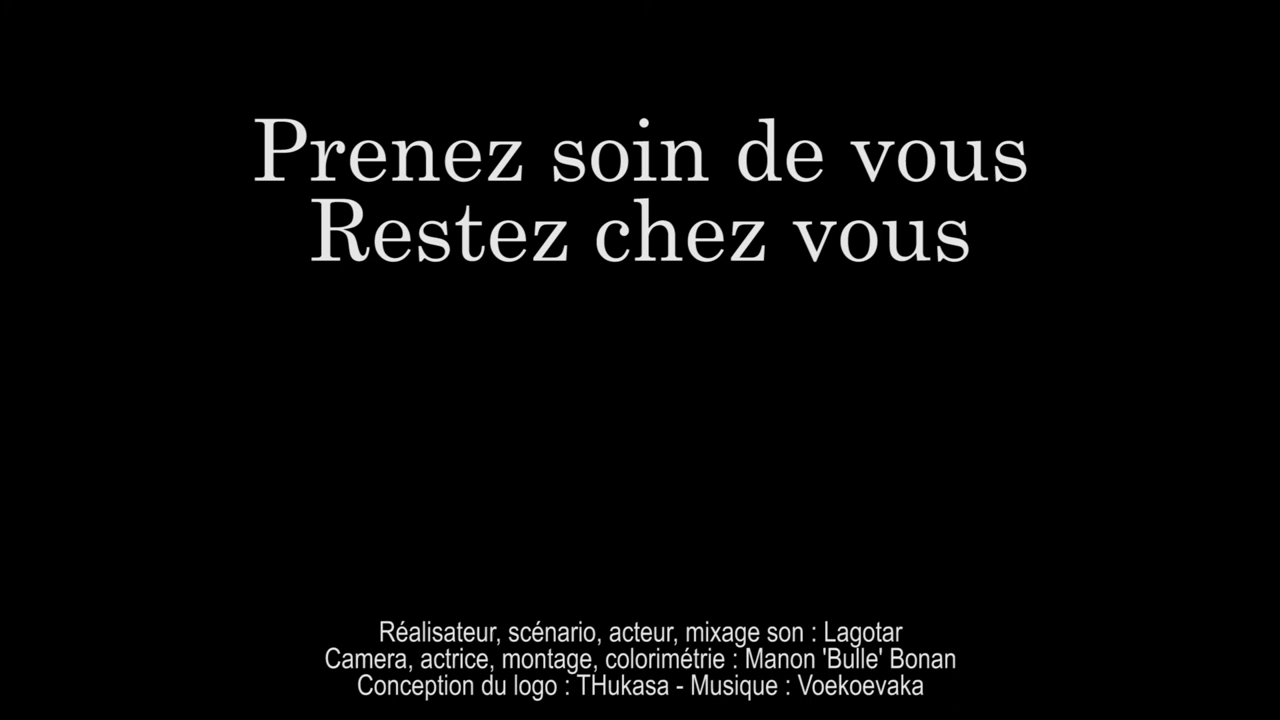 Prenez soin de vous
Restez chez vous
Réalisateur, scénario, acteur, mixage son : Lagotar
Camera, actrice, montage, colorimétrie : Manon 'Bulle' Bonan
Conception du logo : THukasa - Musique : Voekoevaka